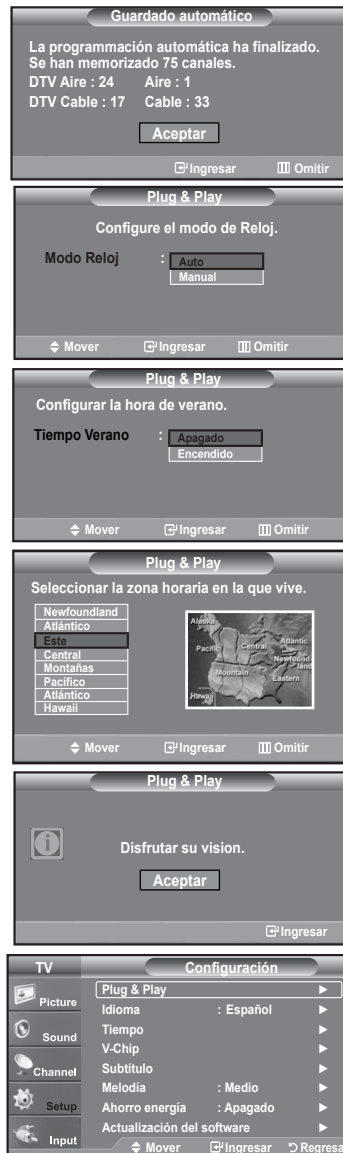 Guardado automático
La programmación automática ha finalizado.
Se han memorizado 75 canales.
DTV Aire : 24 Aire : 1
DTV Cable : 17 Cable : 33
Aceptar
Ingresar Omitir
Plug & Play
Configure el modo de Reloj.
Modo Reloj : Auto
Manual
Mover Ingresar Omitir
Plug & Play
Configurar la hora de verano.
Tiempo Verano : Apagado
Encendido
Mover Ingresar Omitir
Plug & Play
Seleccionar la zona horaria en la que vive.
Newfoundland
Atlántico
Este
Central
Montañas
Pacífico
Atlántico
Hawaii
Alaska
Pacific
Central
Atlantic
Newfound-
land
Mountain
Eastern
Hawaii
Mover Ingresar Omitir
Plug & Play
Disfrutar su vision.
Aceptar
Ingresar
TV Configuración
Picture
Sound
Channel
Setup
Input
Plug & Play
Idioma : Español
Tiempo
V-Chip
Subtítulo
Melodía : Medio
Ahorro energía : Apagado
Actualización del software
Mover Ingresar Regresar